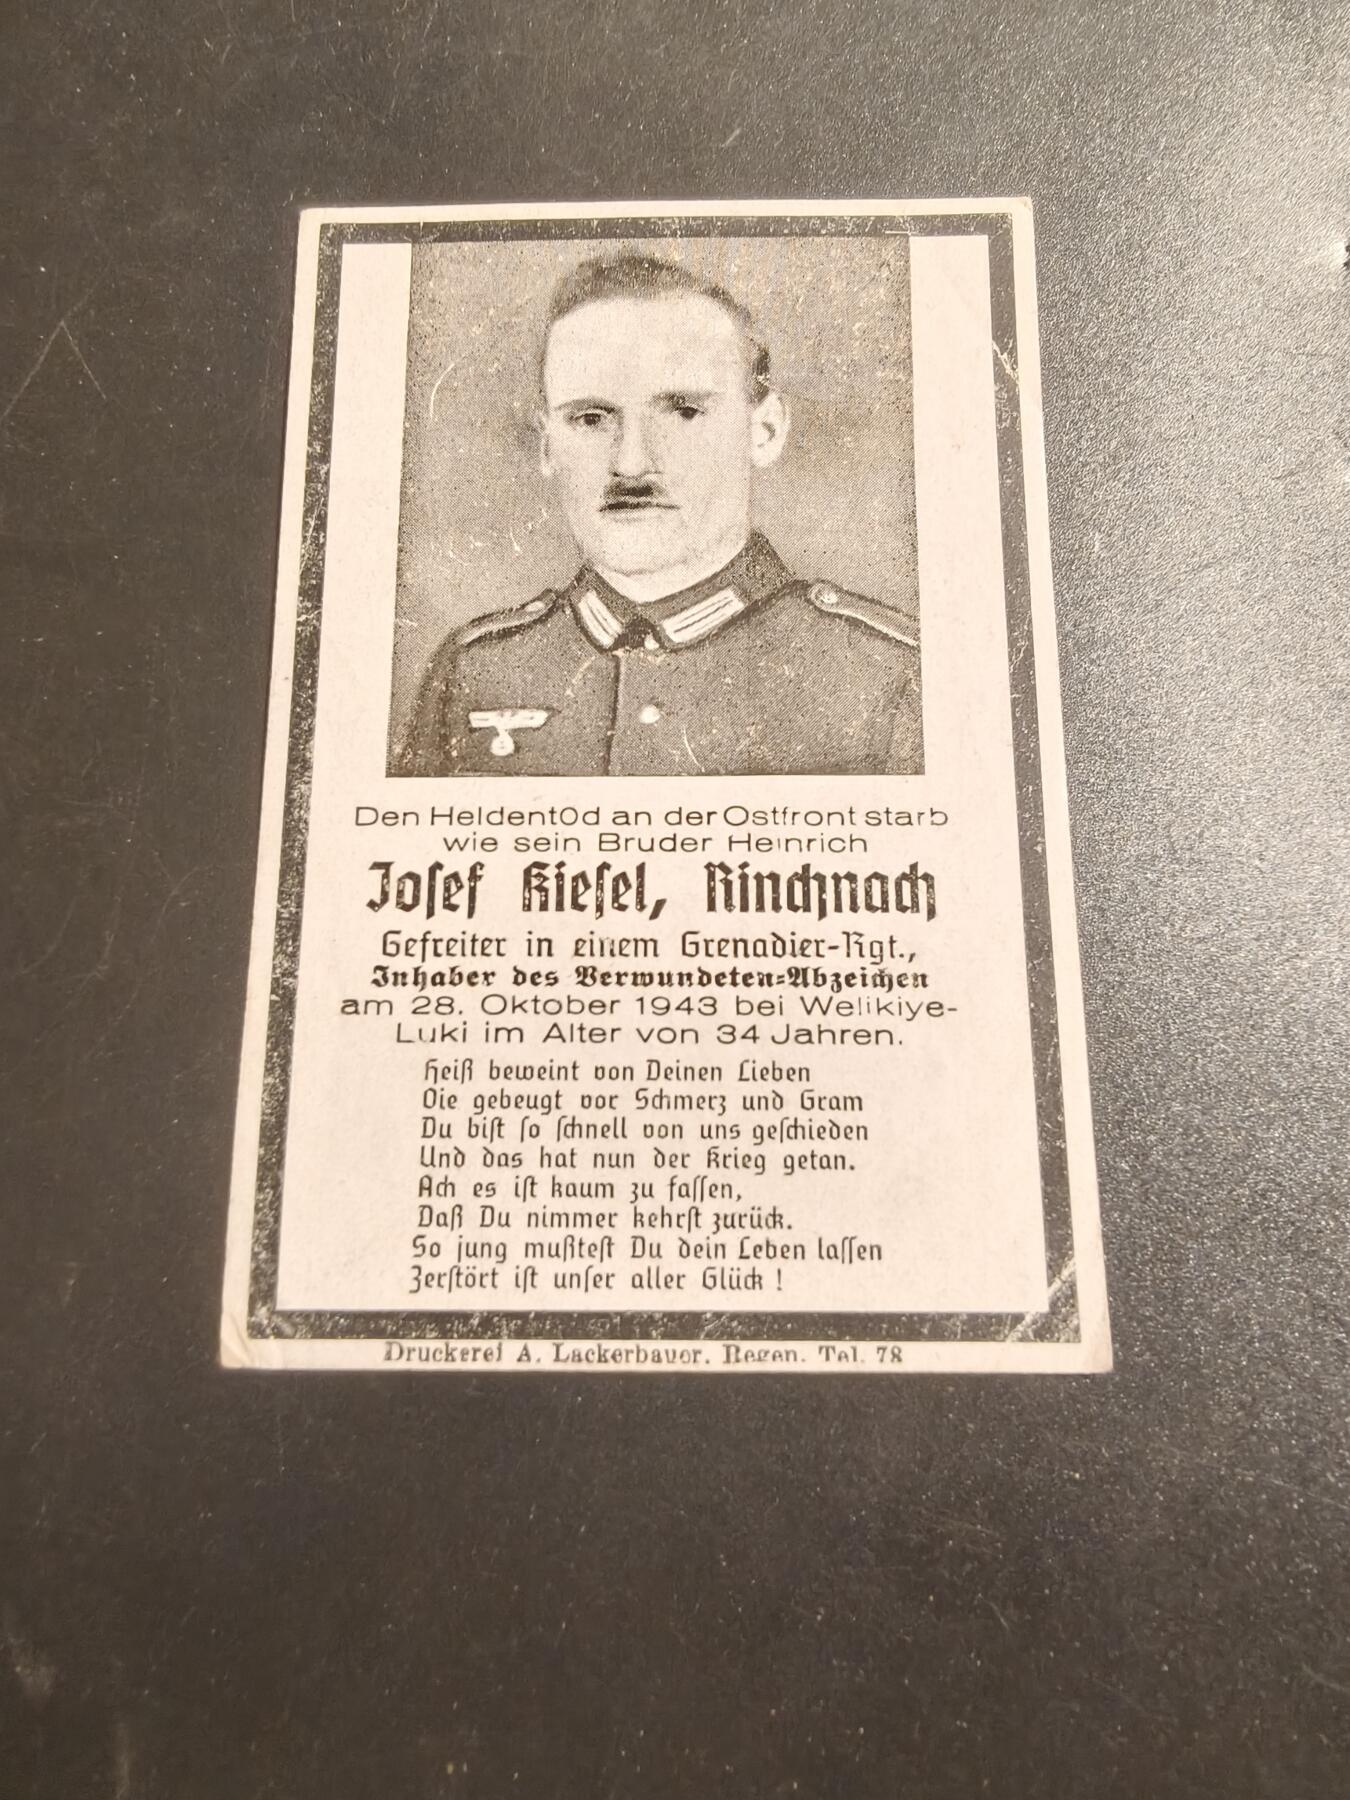 Den Heldentod an der Ostfront starb
wie sein Bruder Heinrich
Josef Kiesel, Rinchnach
Gefreiter in einem Grenadier-Rgt.,
Inhaber des Verwundeten-Abzeichen
am 28. Oktober 1943 bei Welikiye-
Luki im Alter von 34 Jahren.
Heiß beweint von Deinen Lieben
Die gebeugt vor Schmerz und Gram
Du bist so schnell von uns geschieden
Und das hat nun der Krieg getan.
Ach es ist kaum zu fassen,
Daß Du nimmer kehrst zurück.
So jung mußtest Du dein Leben lassen
Zerstört ist unser aller Glück !
Druckerei A. Lackerbauer. Regen. Tel. 78